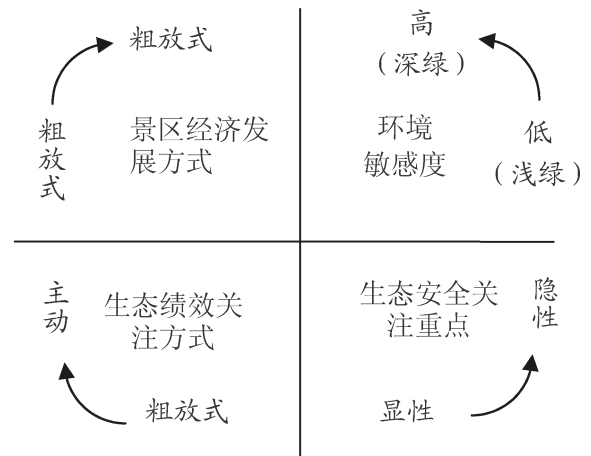 粗放式
粗放式
景区经济发
展方式
高
（深绿）
环境
敏感度
低
（浅绿）
主动
生态绩效关
注方式
粗放式
生态安全关
注重点
隐性
显性